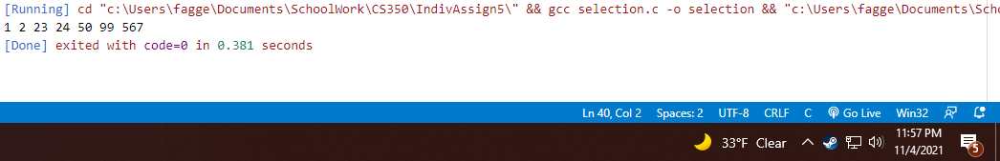 [Running] cd "c:\Users\fagge\Documents\SchoolWork\CS350\IndivAssign5\" && gcc selection.c -o selection && "c:\Users\fagge\Documents\Sch
1 2 23 24 50 99 567
[Done] exited with code=0 in 0.381 seconds
Ln 40, Col 2 Spaces: 2 UTF-8 CRLF C Go Live Win32
33°F Clear
11:57 PM
11/4/2021
5